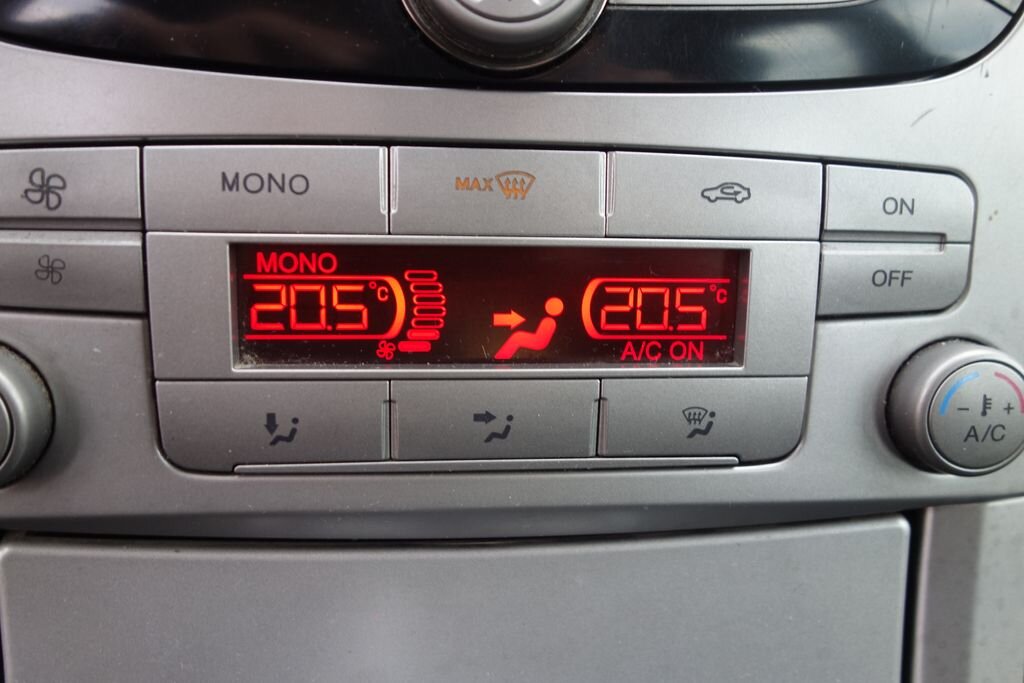 MONO
MAX
ON
OFF
MONO
20.5°C
20.5°C
A/C ON
- +
A/C